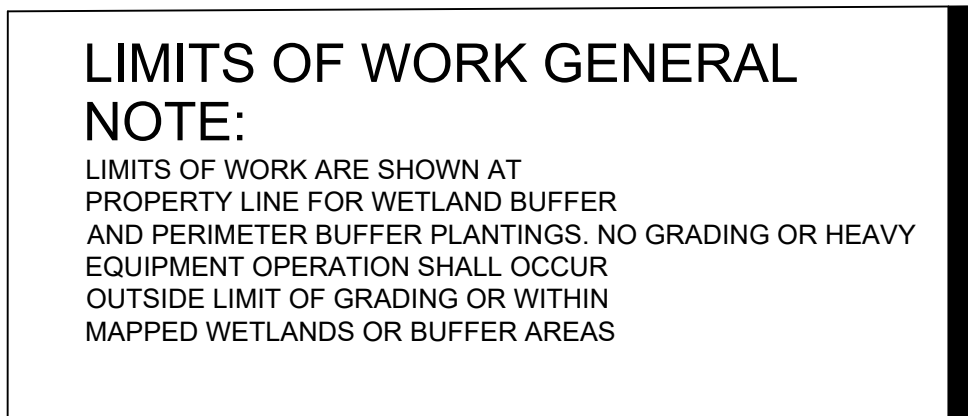 LIMITS OF WORK GENERAL
NOTE:
LIMITS OF WORK ARE SHOWN AT
PROPERTY LINE FOR WETLAND BUFFER
AND PERIMETER BUFFER PLANTINGS. NO GRADING OR HEAVY
EQUIPMENT OPERATION SHALL OCCUR
OUTSIDE LIMIT OF GRADING OR WITHIN
MAPPED WETLANDS OR BUFFER AREAS